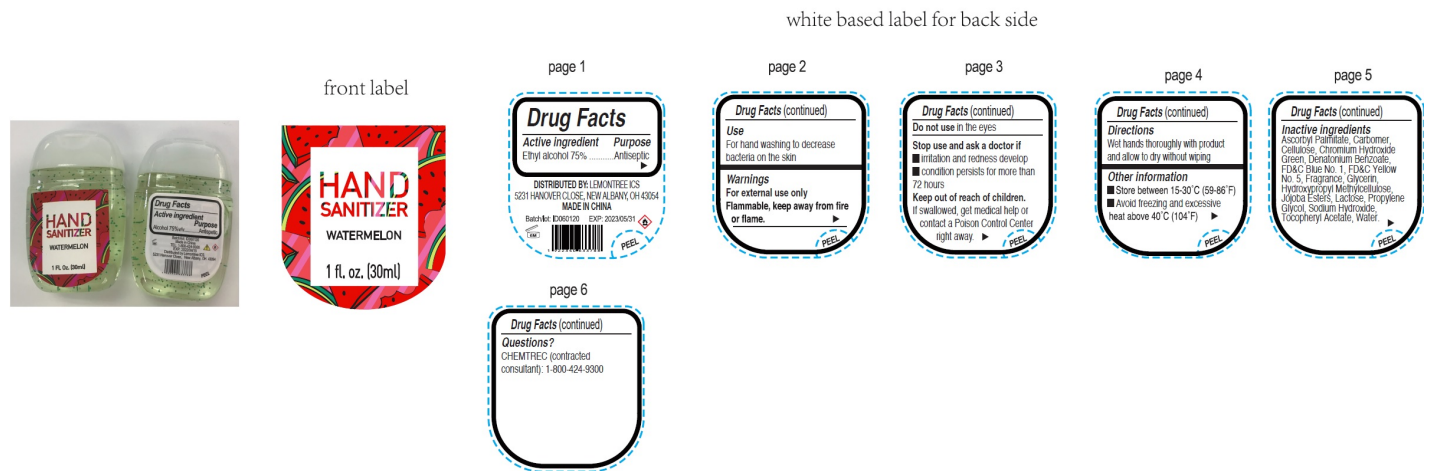 white based label for back side
front label
HAND
SANITIZER
WATERMELON
1 Fl. Oz. (30ml)
Drug Facts
Active ingredient
Purpose
Alcohol 75%
Antiseptic
PEEL
HAND
SANITIZER
WATERMELON
1 fl. oz. (30ml)
page 1
Drug Facts
Active ingredient Purpose
Ethyl alcohol 75% ..........Antiseptic
DISTRIBUTED BY: LEMONTREE ICS
5231 HANOVER CLOSE, NEW ALBANY, OH 43054
MADE IN CHINA
Batch/lot: ID060120 EXP: 2023/05/31
6M
PEEL
page 2
Drug Facts (continued)
Use
For hand washing to decrease
bacteria on the skin
Warnings
For external use only
Flammable, keep away from fire
or flame.
PEEL
page 3
Drug Facts (continued)
Do not use in the eyes
Stop use and ask a doctor if
■ irritation and redness develop
■ condition persists for more than
72 hours
Keep out of reach of children.
If swallowed, get medical help or
contact a Poison Control Center
right away.
PEEL
page 4
Drug Facts (continued)
Directions
Wet hands thoroughly with product
and allow to dry without wiping
Other information
■ Store between 15-30˚C (59-86˚F)
■ Avoid freezing and excessive
heat above 40˚C (104˚F)
PEEL
page 5
Drug Facts (continued)
Inactive ingredients
Ascorbyl Palmitate, Carbomer,
Cellulose, Chromium Hydroxide
Green, Denatonium Benzoate,
FD&C Blue No. 1, FD&C Yellow
No. 5, Fragrance, Glycerin,
Hydroxypropyl Methylcellulose,
Jojoba Esters, Lactose, Propylene
Glycol, Sodium Hydroxide,
Tocopheryl Acetate, Water.
PEEL
page 6
Drug Facts (continued)
Questions?
CHEMTREC (contracted
consultant): 1-800-424-9300